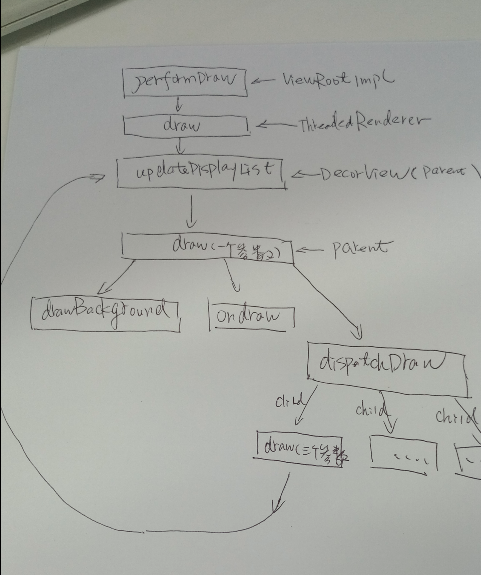 performDraw ← ViewRootImpl
draw ← ThreadedRenderer
updateDisplayList ← DecorView(parent)
draw(一个参数) ← parent
drawBackground
ondraw
dispatchDraw
child
child
child
draw(三个参数)
....
..